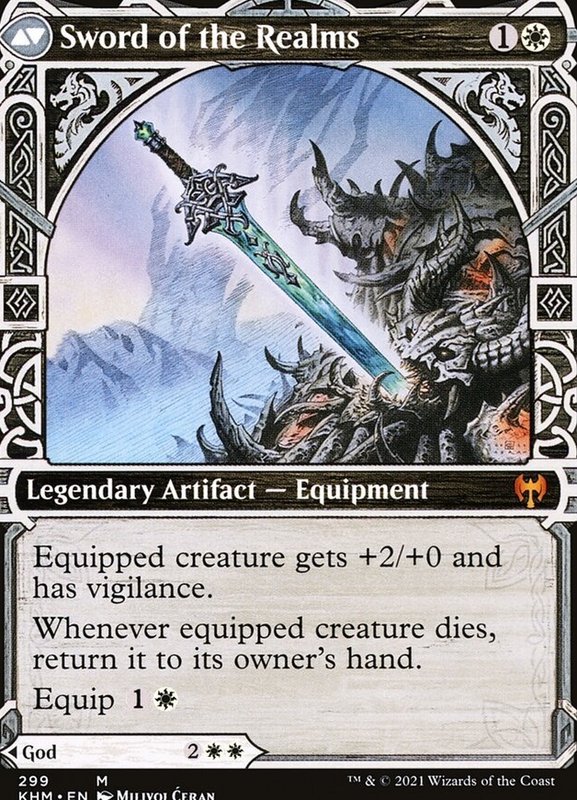 Sword of the Realms 1
Legendary Artifact — Equipment
Equipped creature gets +2/+0 and
has vigilance.
Whenever equipped creature dies,
return it to its owner's hand.
Equip 1
God 2
299 M
KHM • EN MILIVOJ ĆERAN
™ & © 2021 Wizards of the Coast